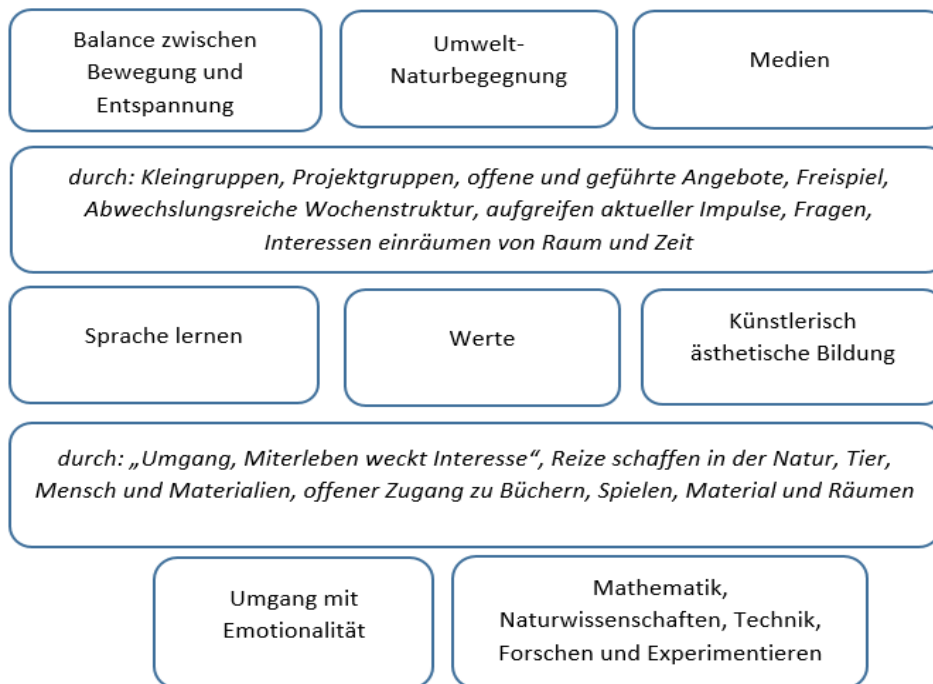 Balance zwischen
Bewegung und
Entspannung
Umwelt-
Naturbegegnung
Medien
durch: Kleingruppen, Projektgruppen, offene und geführte Angebote, Freispiel,
Abwechslungsreiche Wochenstruktur, aufgreifen aktueller Impulse, Fragen,
Interessen einräumen von Raum und Zeit
Sprache lernen
Werte
Künstlerisch
ästhetische Bildung
durch: „Umgang, Miterleben weckt Interesse“, Reize schaffen in der Natur, Tier,
Mensch und Materialien, offener Zugang zu Büchern, Spielen, Material und Räumen
Umgang mit
Emotionalität
Mathematik,
Naturwissenschaften, Technik,
Forschen und Experimentieren